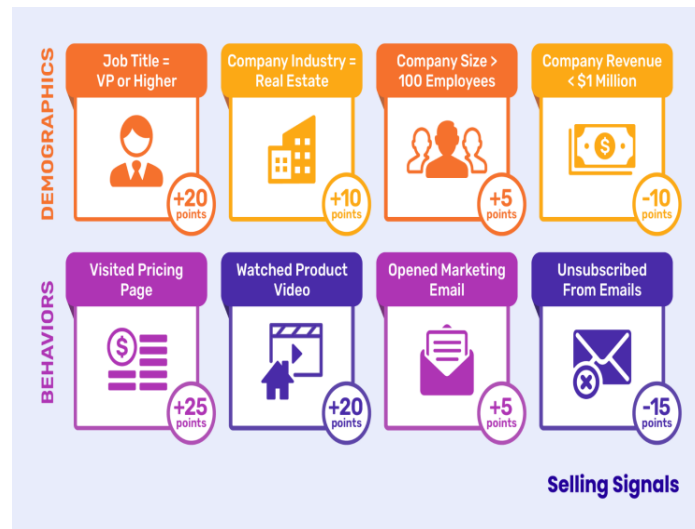 DEMOGRAPHICS
Job Title =
VP or Higher
+20
points
Company Industry =
Real Estate
+10
points
Company Size >
100 Employees
+5
points
Company Revenue
< $1 Million
$
-10
points
BEHAVIORS
Visited Pricing
Page
$
+25
points
Watched Product
Video
+20
points
Opened Marketing
Email
+5
points
Unsubscribed
From Emails
-15
points
Selling Signals